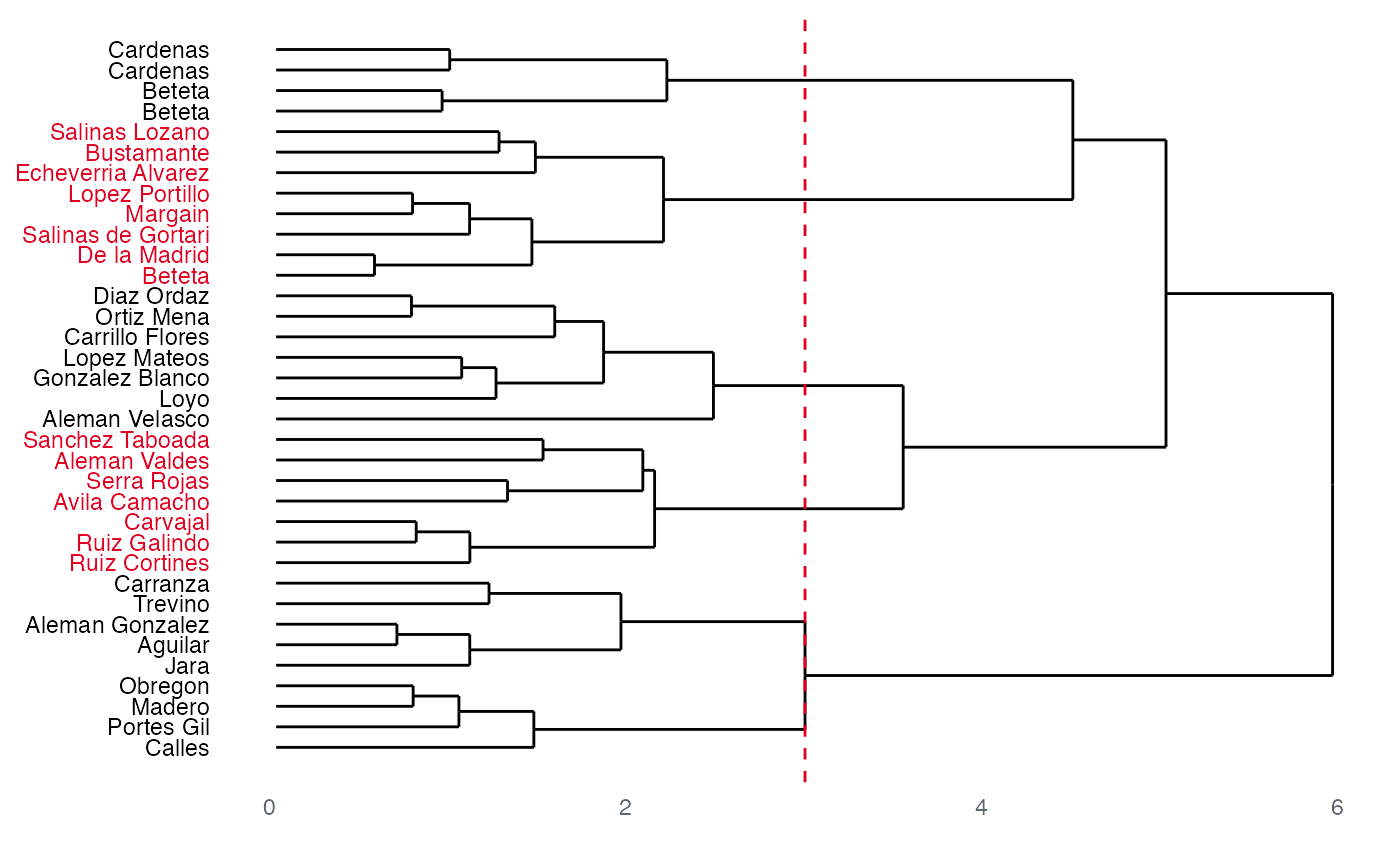 Cardenas
Cardenas
Beteta
Beteta
Salinas Lozano
Bustamante
Echeverria Alvarez
Lopez Portillo
Margain
Salinas de Gortari
De la Madrid
Beteta
Diaz Ordaz
Ortiz Mena
Carrillo Flores
Lopez Mateos
Gonzalez Blanco
Loyo
Aleman Velasco
Sanchez Taboada
Aleman Valdes
Serra Rojas
Avila Camacho
Carvajal
Ruiz Galindo
Ruiz Cortines
Carranza
Trevino
Aleman Gonzalez
Aguilar
Jara
Obregon
Madero
Portes Gil
Calles
0 2 4 6